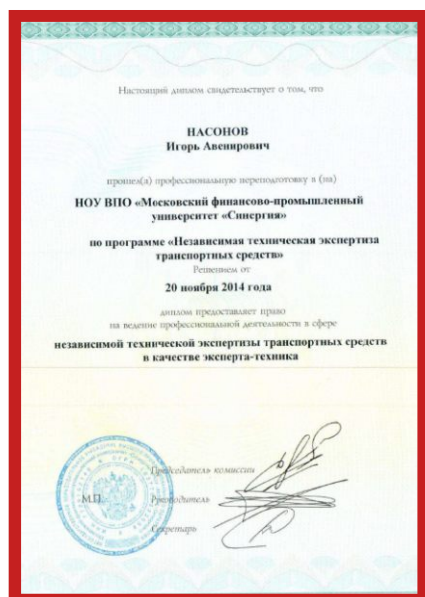 Настоящий диплом свидетельствует о том, что
НАСОНОВ
Игорь Авенирович
прошел(а) профессиональную переподготовку в (на)
НОУ ВПО «Московский финансово-промышленный
университет «Синергия»
по программе «Независимая техническая экспертиза
транспортных средств»
Решением от
20 ноября 2014 года
диплом предоставляет право
на ведение профессиональной деятельности в сфере
независимой технической экспертизы транспортных средств
в качестве эксперта-техника
Председатель комиссии
М.П.
Руководитель
Секретарь